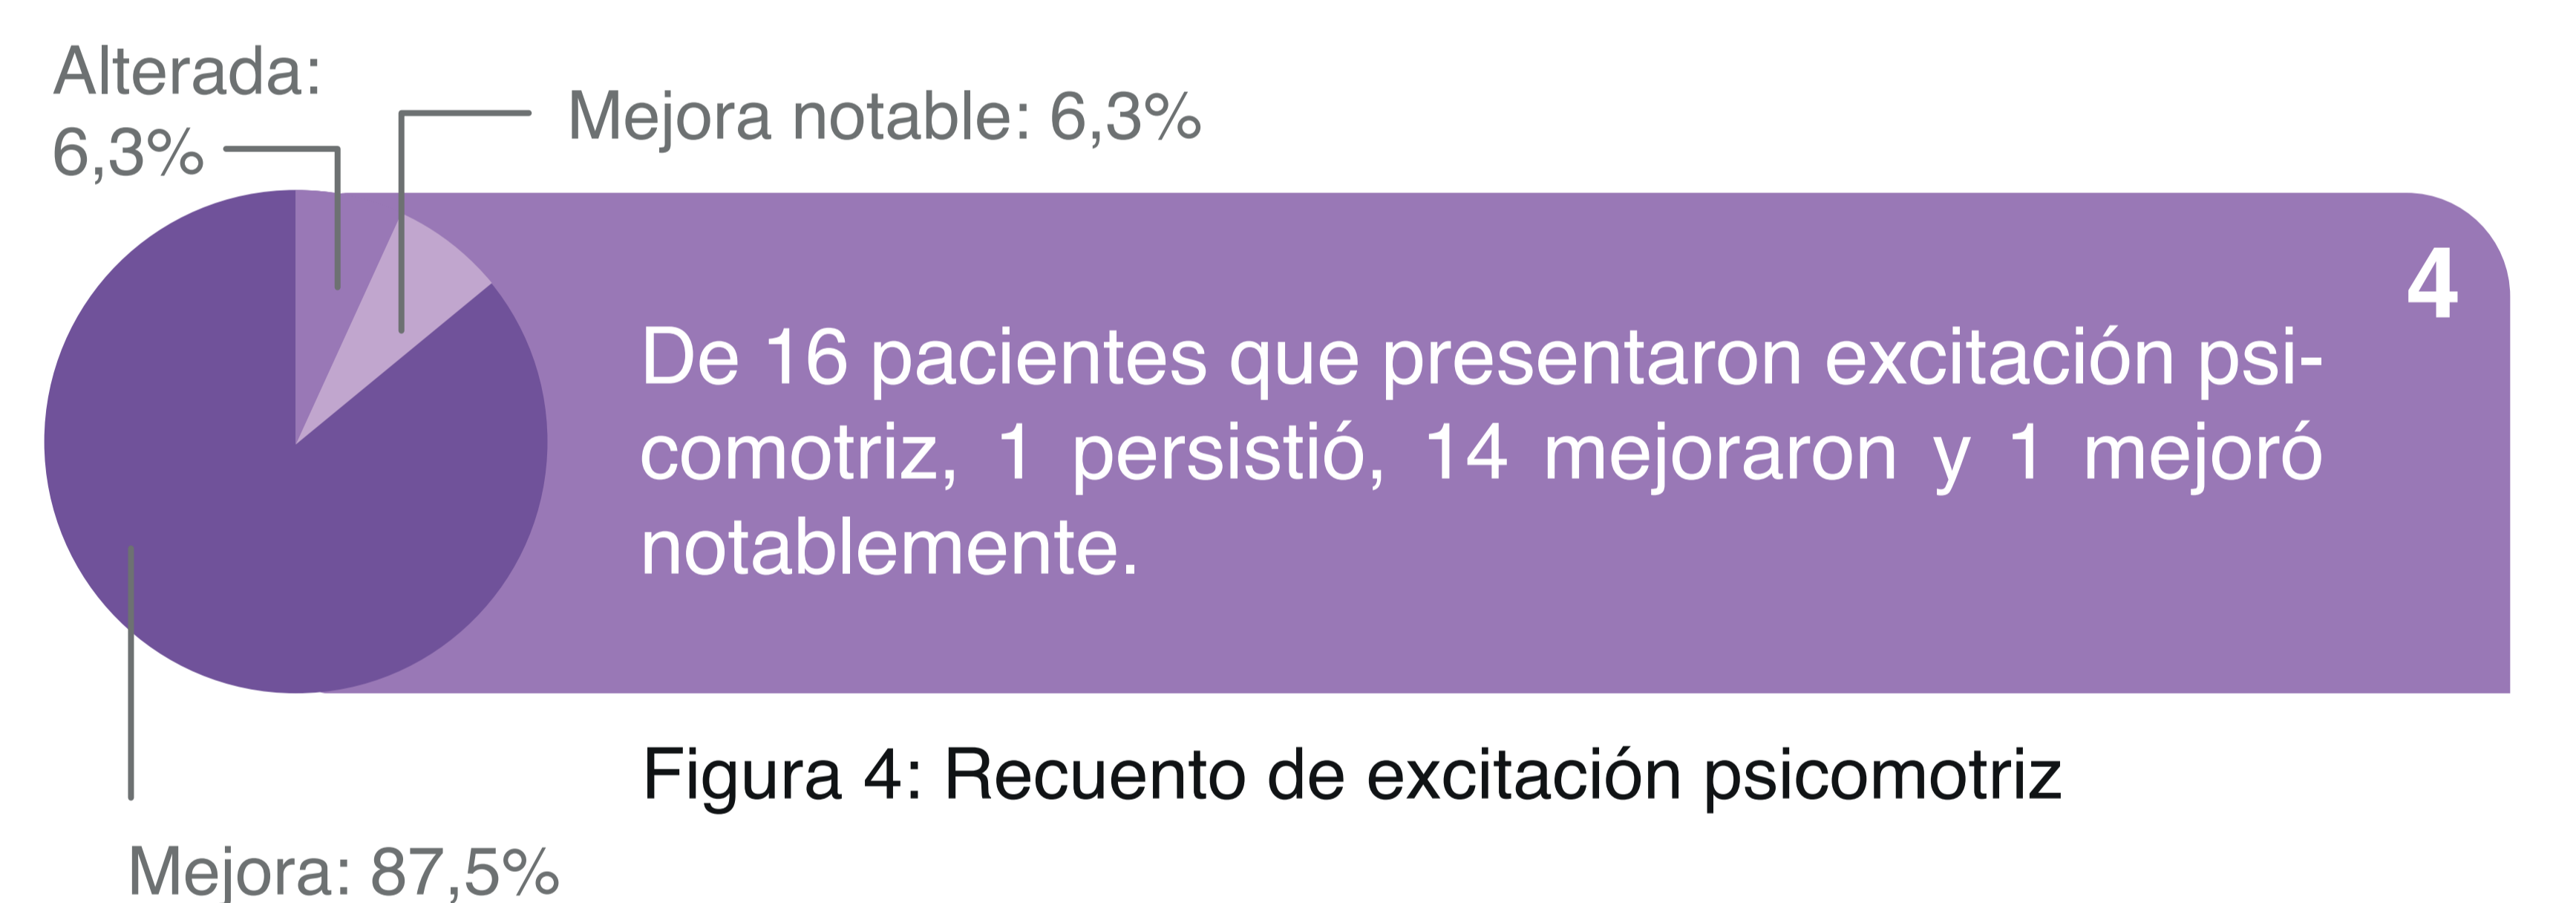 Alterada:
6,3%
Mejora notable: 6,3%
4
De 16 pacientes que presentaron excitación psi-
comotriz, 1 persistió, 14 mejoraron y 1 mejoró
notablemente.
Figura 4: Recuento de excitación psicomotriz
Mejora: 87,5%